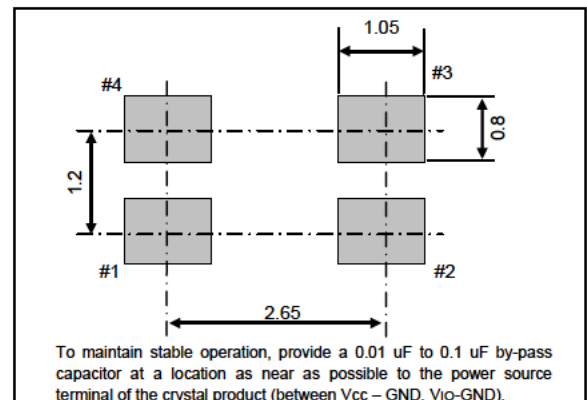 1.05
#4
#3
0.8
1.2
#1
#2
2.65
To maintain stable operation, provide a 0.01 uF to 0.1 uF by-pass
capacitor at a location as near as possible to the power source
terminal of the crystal product (between Vcc – GND, VIO-GND).